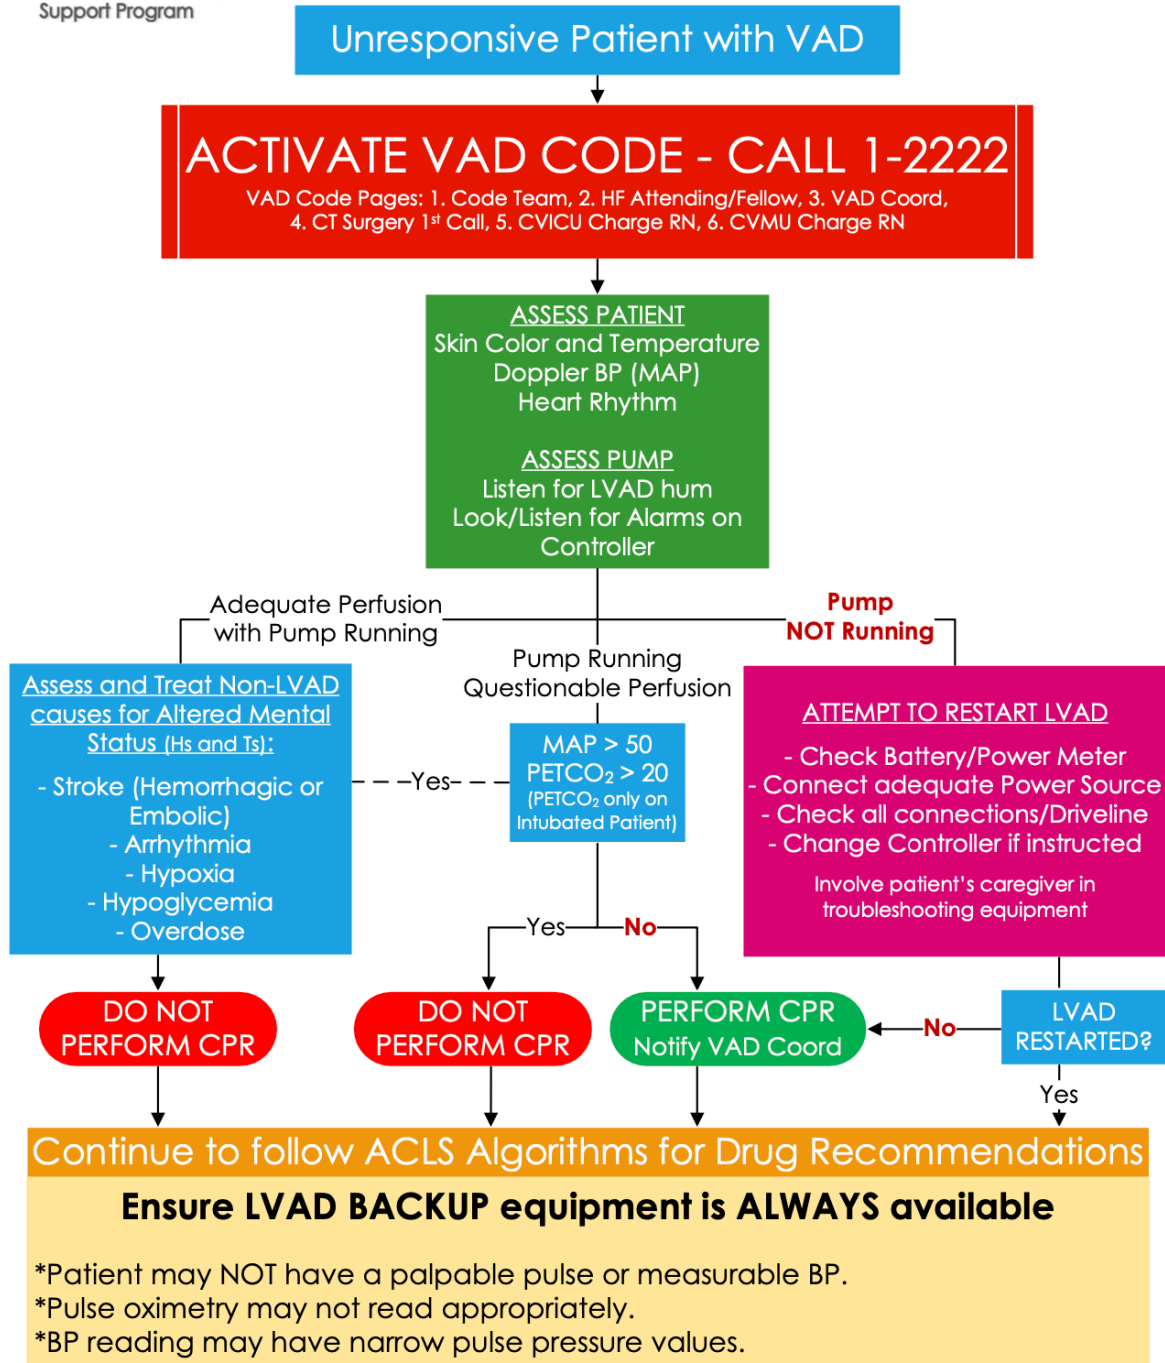 Support Program
Unresponsive Patient with VAD
ACTIVATE VAD CODE - CALL 1-2222
VAD Code Pages: 1. Code Team, 2. HF Attending/Fellow, 3. VAD Coord,
4. CT Surgery 1st Call, 5. CVICU Charge RN, 6. CVMU Charge RN
ASSESS PATIENT
Skin Color and Temperature
Doppler BP (MAP)
Heart Rhythm
ASSESS PUMP
Listen for LVAD hum
Look/Listen for Alarms on
Controller
Adequate Perfusion
with Pump Running
Pump Running
Questionable Perfusion
Pump
NOT Running
Assess and Treat Non-LVAD
causes for Altered Mental
Status (Hs and Ts):
- Stroke (Hemorrhagic or
Embolic)
- Arrhythmia
- Hypoxia
- Hypoglycemia
- Overdose
Yes
MAP > 50
PETCO₂ > 20
(PETCO₂ only on
Intubated Patient)
ATTEMPT TO RESTART LVAD
- Check Battery/Power Meter
- Connect adequate Power Source
- Check all connections/Driveline
- Change Controller if instructed
Involve patient's caregiver in
troubleshooting equipment
Yes
No
DO NOT
PERFORM CPR
DO NOT
PERFORM CPR
PERFORM CPR
Notify VAD Coord
No
LVAD
RESTARTED?
Yes
Continue to follow ACLS Algorithms for Drug Recommendations
Ensure LVAD BACKUP equipment is ALWAYS available
*Patient may NOT have a palpable pulse or measurable BP.
*Pulse oximetry may not read appropriately.
*BP reading may have narrow pulse pressure values.